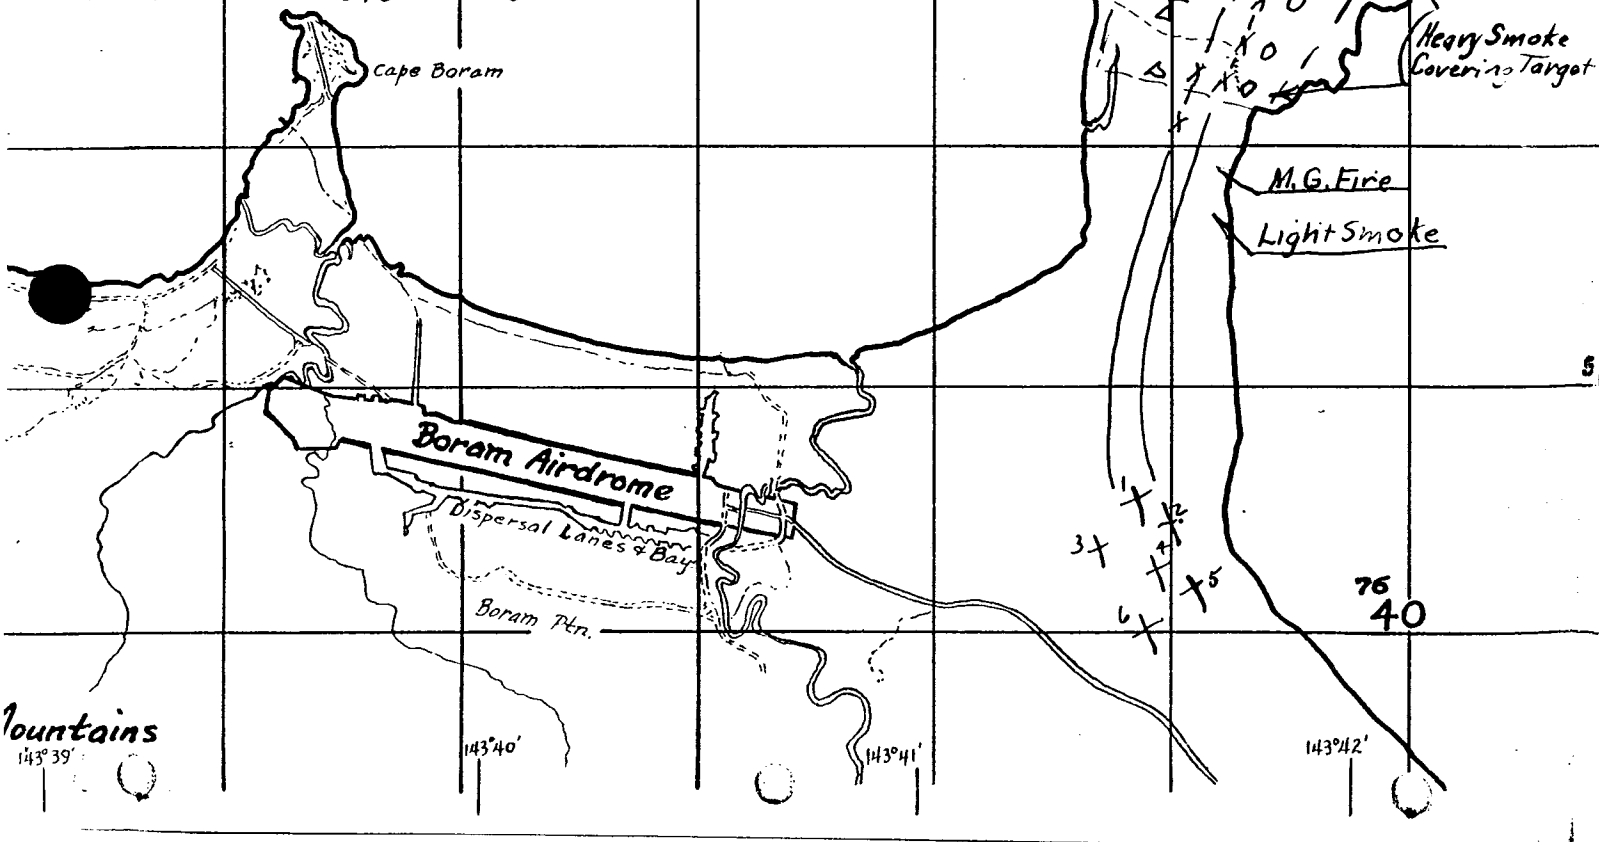 Cape Boram
Heavy Smoke
Covering Target
M.G. Fire
Light Smoke
5
Boram Airdrome
Dispersal Lanes & Bay
Boram Ptn.
1
2
3
4
5
6
76
40
Mountains
143°39'
143°40'
143°41'
143°42'